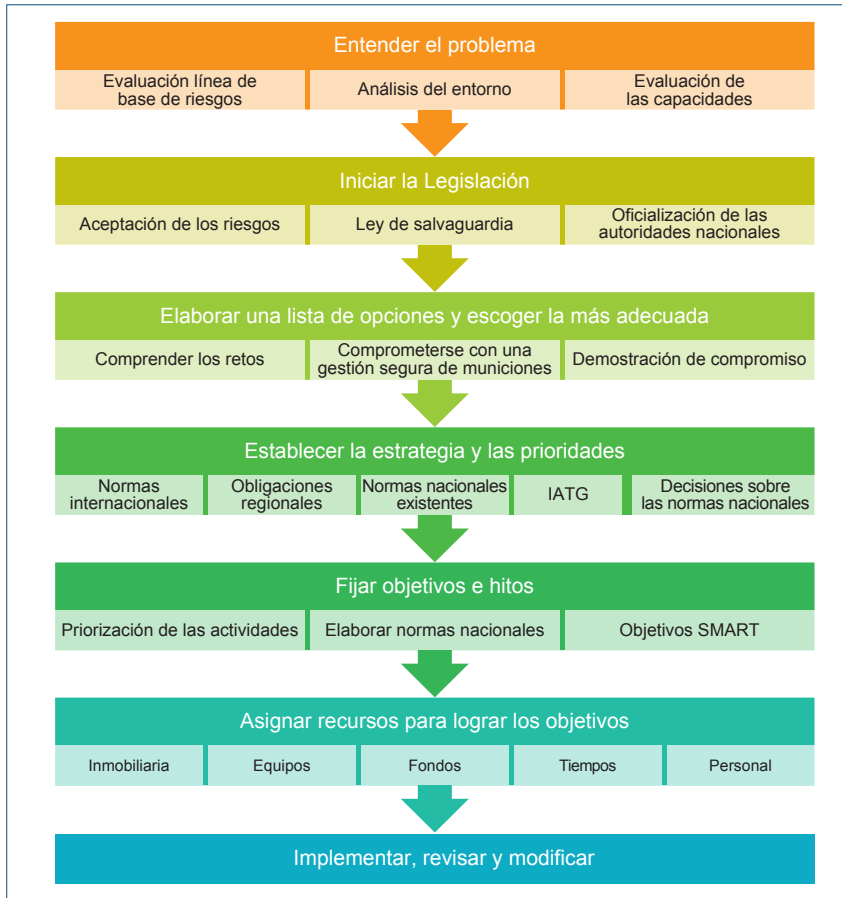 Entender el problema
Evaluación línea de
base de riesgos
Análisis del entorno
Evaluación de
las capacidades
Iniciar la Legislación
Aceptación de los riesgos
Ley de salvaguardia
Oficialización de las
autoridades nacionales
Elaborar una lista de opciones y escoger la más adecuada
Comprender los retos
Comprometerse con una
gestión segura de municiones
Demostración de compromiso
Establecer la estrategia y las prioridades
Normas
internacionales
Obligaciones
regionales
Normas nacionales
existentes
IATG
Decisiones sobre
las normas nacionales
Fijar objetivos e hitos
Priorización de las actividades
Elaborar normas nacionales
Objetivos SMART
Asignar recursos para lograr los objetivos
Inmobiliaria
Equipos
Fondos
Tiempos
Personal
Implementar, revisar y modificar